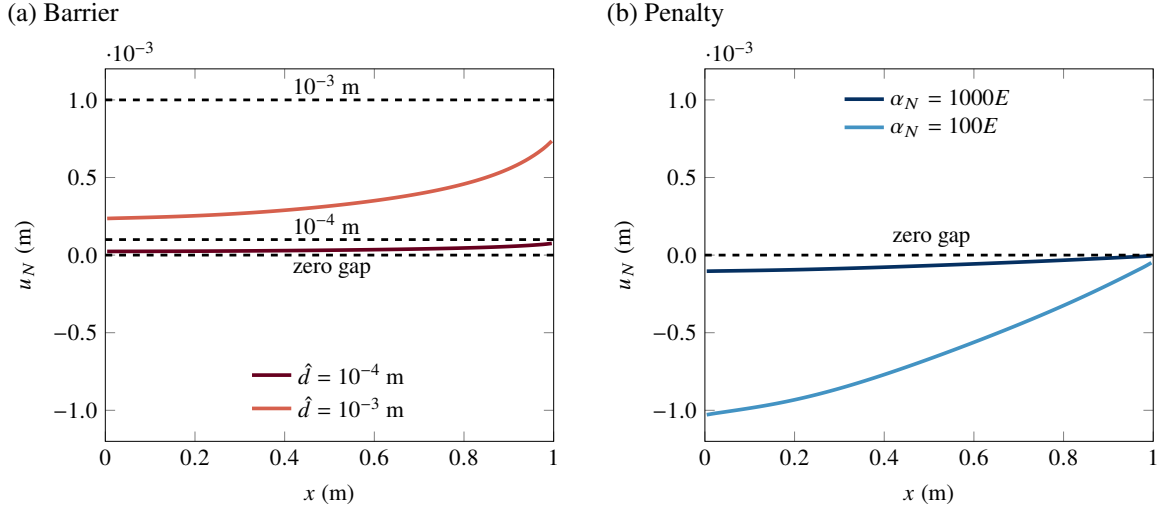 (a) Barrier
·10⁻³
1.0
0.5
0.0
−0.5
−1.0
u_N (m)
10⁻³ m
10⁻⁴ m
zero gap
d̂ = 10⁻⁴ m
d̂ = 10⁻³ m
0 0.2 0.4 0.6 0.8 1
x (m)
(b) Penalty
·10⁻³
1.0
0.5
0.0
−0.5
−1.0
u_N (m)
α_N = 1000E
α_N = 100E
zero gap
0 0.2 0.4 0.6 0.8 1
x (m)